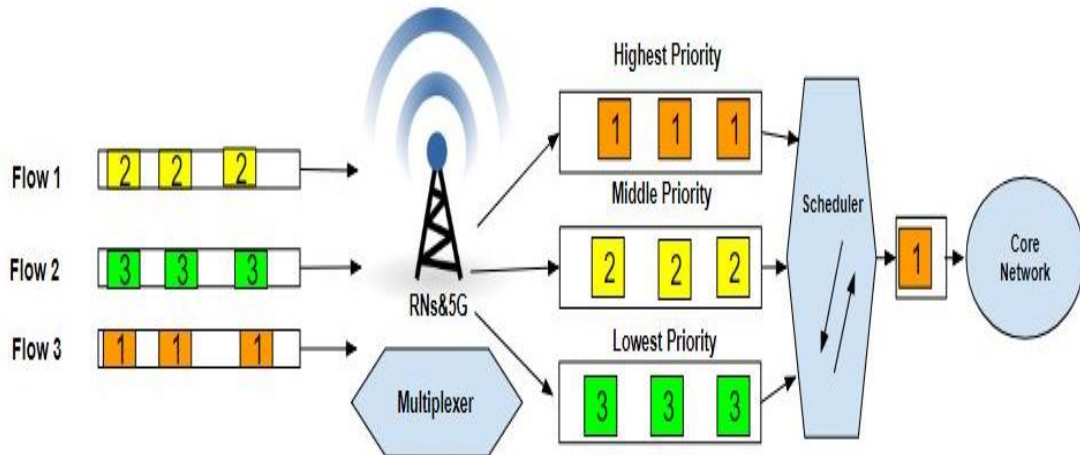 Flow 1
2 2 2
Flow 2
3 3 3
Flow 3
1 1 1
RNs&5G
Multiplexer
Highest Priority
1 1 1
Middle Priority
2 2 2
Lowest Priority
3 3 3
Scheduler
1
Core
Network